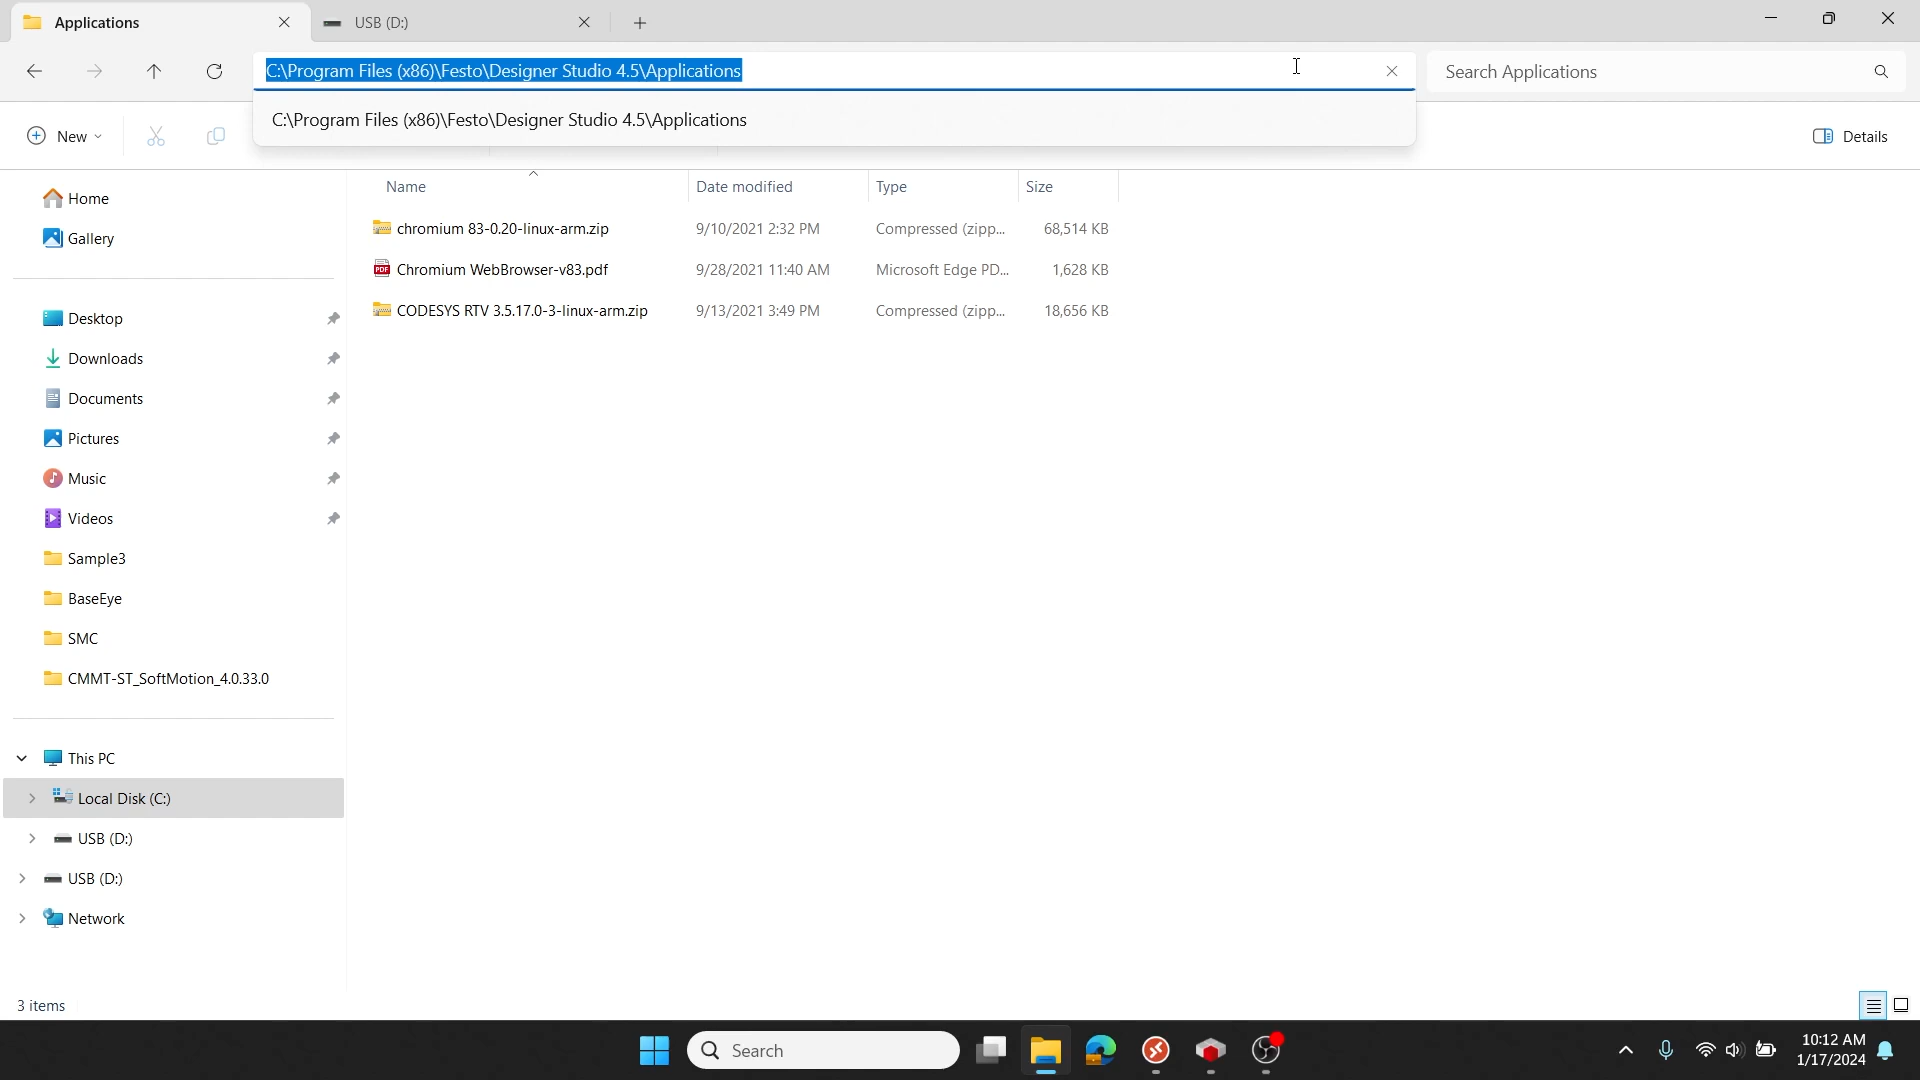 Applications
USB (D:)
C:\Program Files (x86)\Festo\Designer Studio 4.5\Applications
Search Applications
C:\Program Files (x86)\Festo\Designer Studio 4.5\Applications
New
Details
Name
Date modified
Type
Size
chromium 83-0.20-linux-arm.zip
9/10/2021 2:32 PM
Compressed (zipp...
68,514 KB
Chromium WebBrowser-v83.pdf
9/28/2021 11:40 AM
Microsoft Edge PD...
1,628 KB
CODESYS RTV 3.5.17.0-3-linux-arm.zip
9/13/2021 3:49 PM
Compressed (zipp...
18,656 KB
Home
Gallery
Desktop
Downloads
Documents
Pictures
Music
Videos
Sample3
BaseEye
SMC
CMMT-ST_SoftMotion_4.0.33.0
This PC
Local Disk (C:)
USB (D:)
USB (D:)
Network
3 items
Search
10:12 AM
1/17/2024